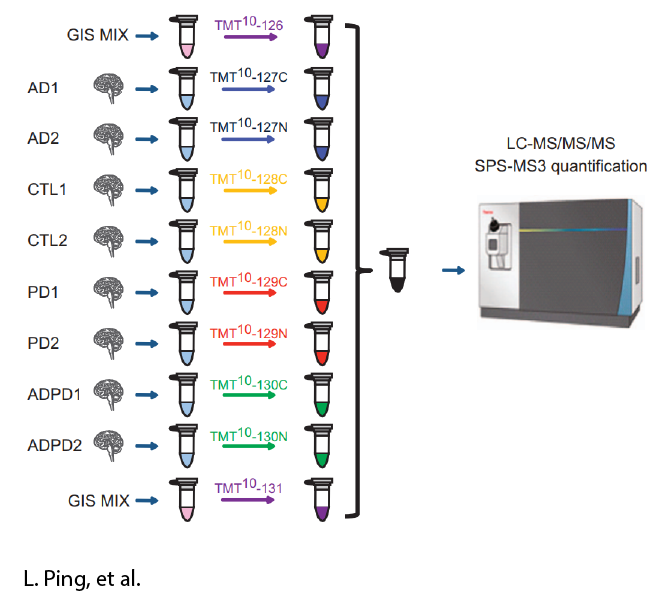 GIS MIX TMT10-126
AD1 TMT10-127C
AD2 TMT10-127N
CTL1 TMT10-128C
CTL2 TMT10-128N
PD1 TMT10-129C
PD2 TMT10-129N
ADPD1 TMT10-130C
ADPD2 TMT10-130N
GIS MIX TMT10-131
LC-MS/MS/MS
SPS-MS3 quantification
L. Ping, et al.